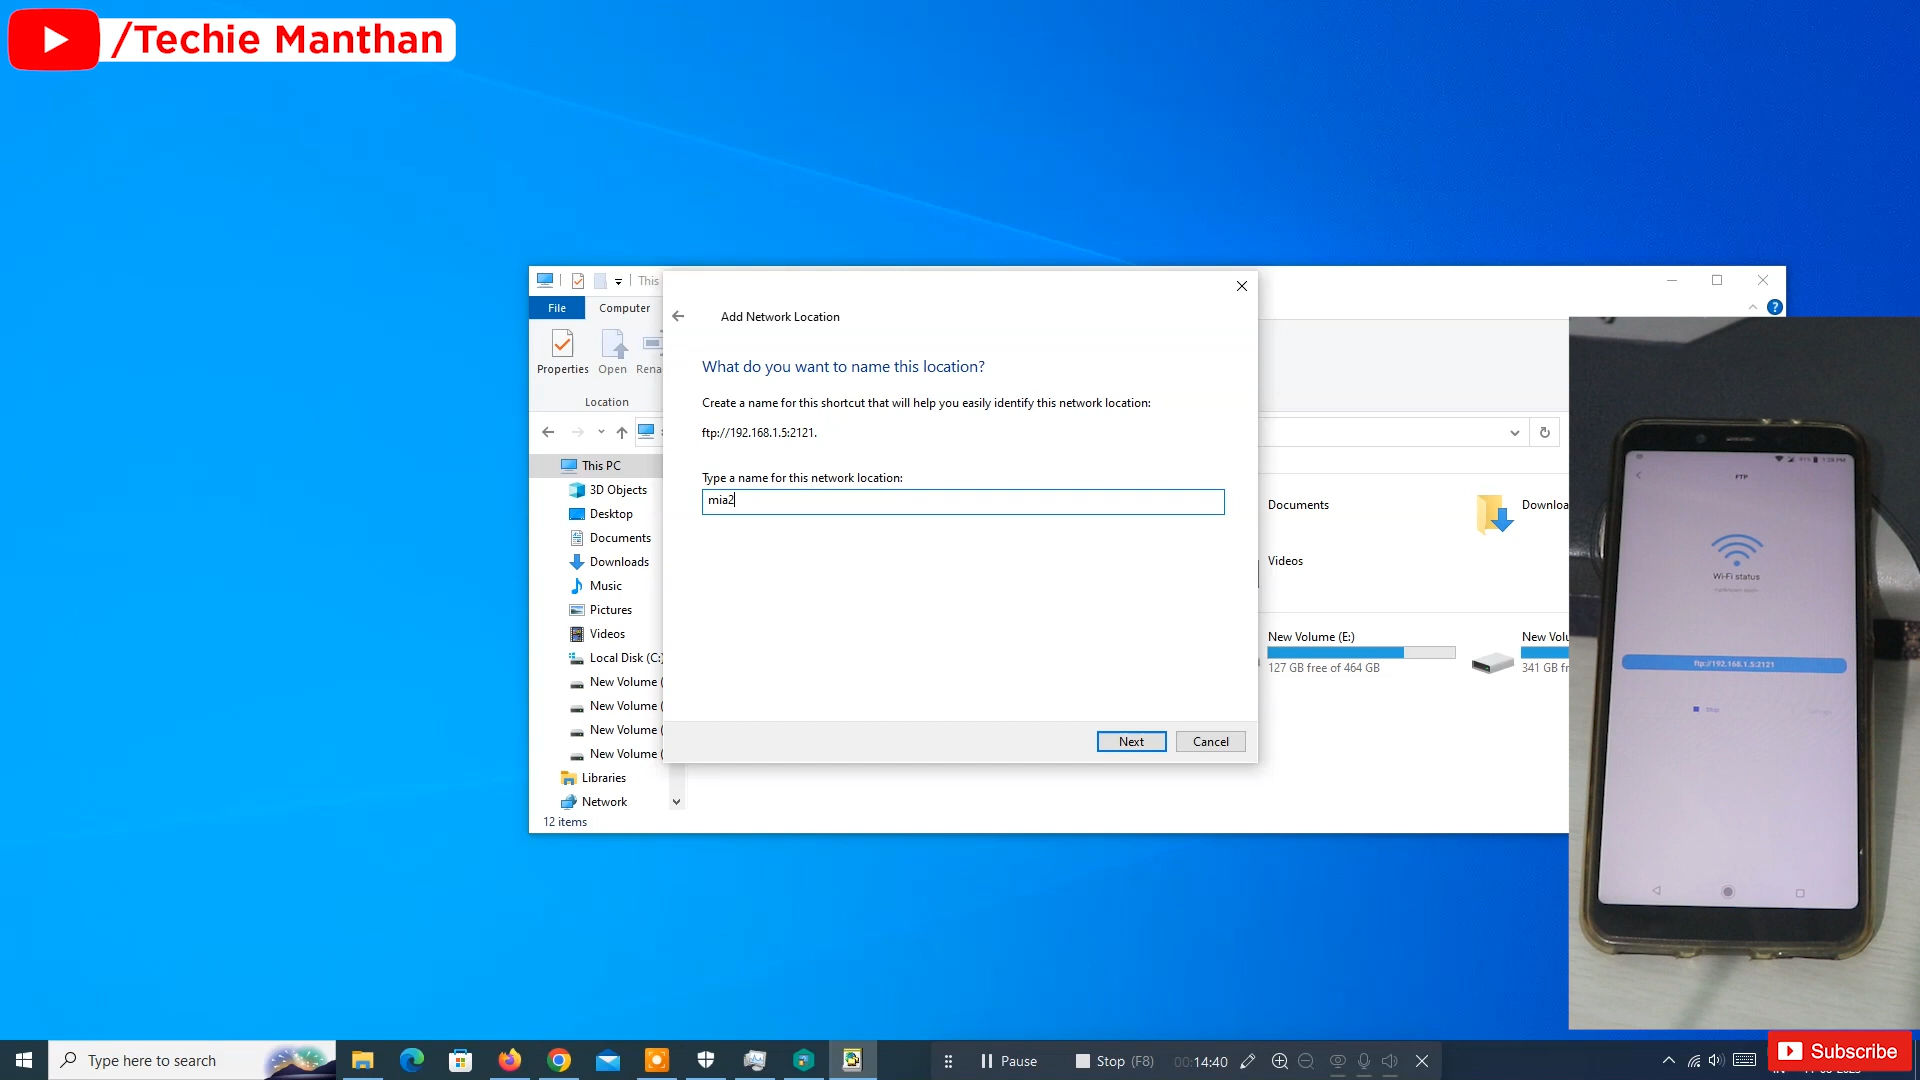 /Techie Manthan
This
File
Computer
Properties
Open
Rena
Location
This PC
3D Objects
Desktop
Documents
Downloads
Music
Pictures
Videos
Local Disk (C:)
New Volume (
New Volume (
New Volume (
New Volume (
Libraries
Network
12 items
Add Network Location
What do you want to name this location?
Create a name for this shortcut that will help you easily identify this network location:
ftp://192.168.1.5:2121.
Type a name for this network location:
mia2
Next
Cancel
Documents
Downloa
Videos
New Volume (E:)
127 GB free of 464 GB
New Volu
341 GB fr
1:28 PM
FTP
Wi-Fi status
ftp://192.168.1.5:2121
Stop
Type here to search
Pause
Stop (F8)
00:14:40
Subscribe